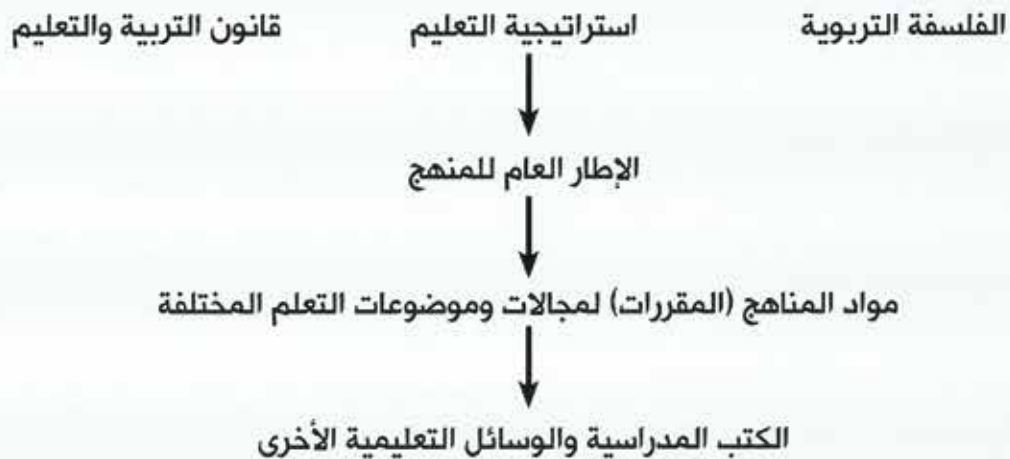 الفلسفة التربوية استراتيجية التعليم قانون التربية والتعليم
الإطار العام للمنهج
مواد المناهج (المقررات) لمجالات وموضوعات التعلم المختلفة
الكتب المدرسية والوسائل التعليمية الأخرى